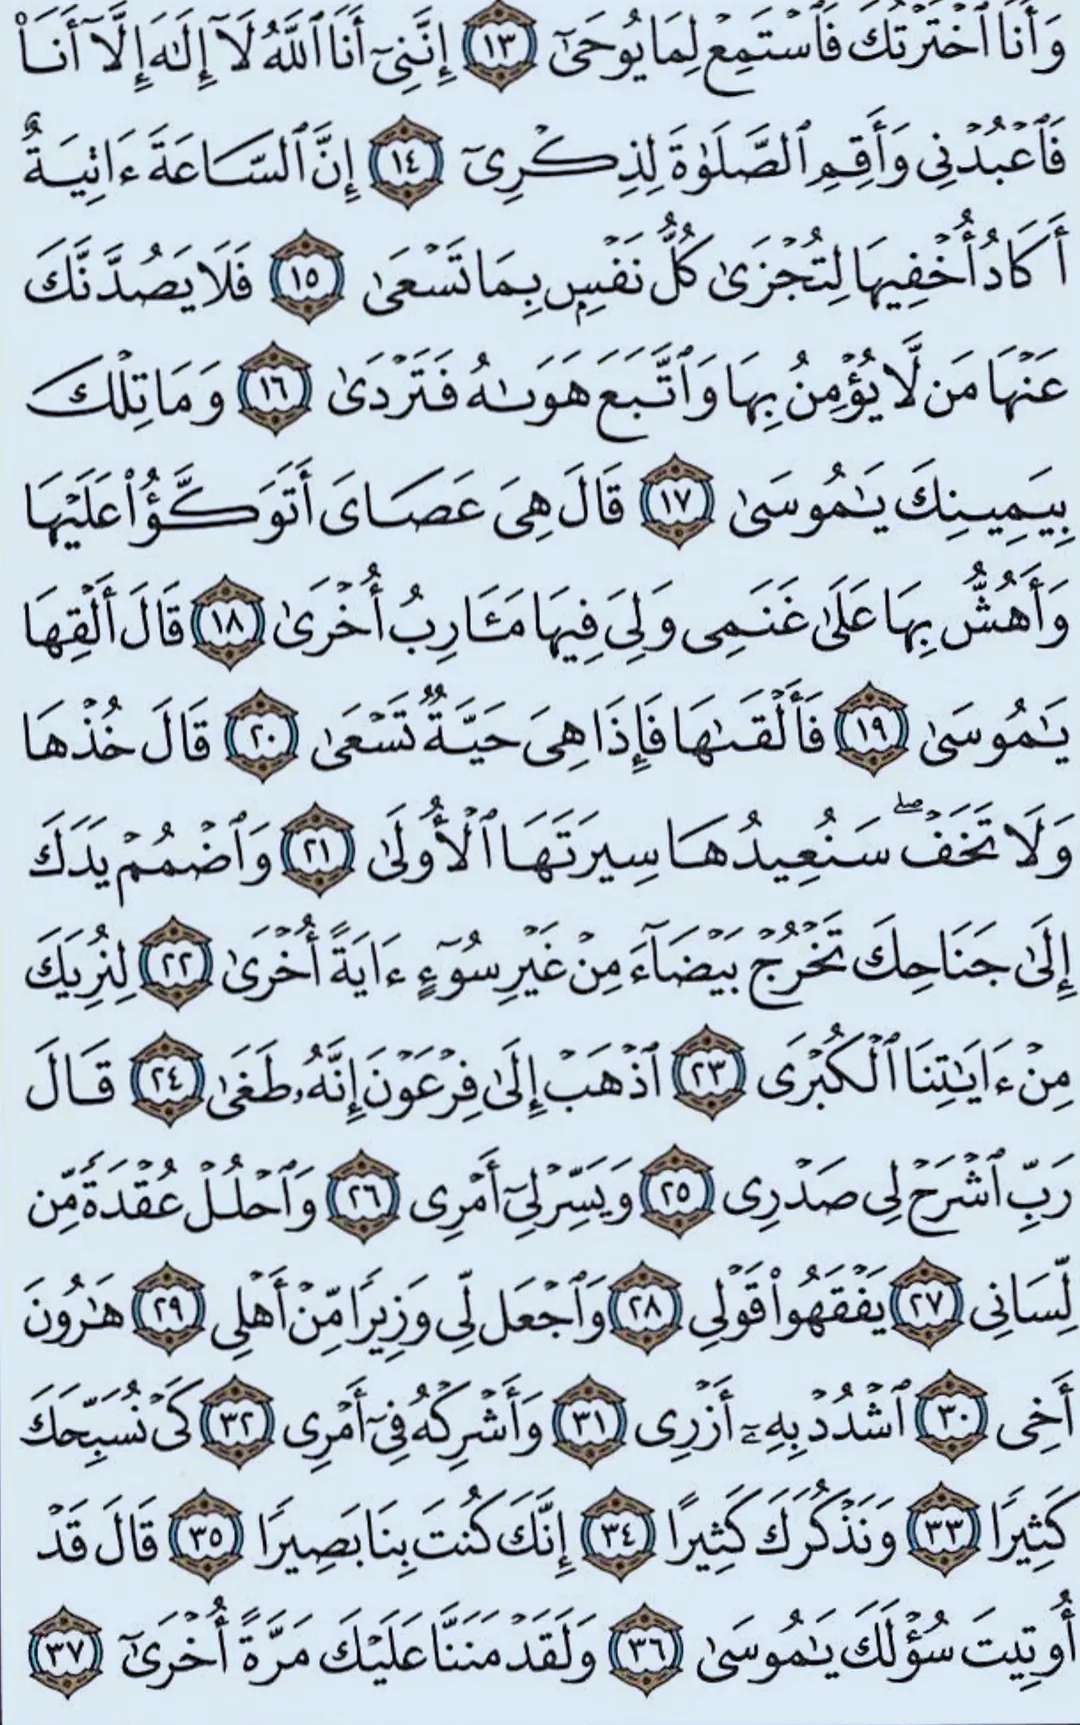 وَأَنَا ٱخْتَرْتُكَ فَٱسْتَمِعْ لِمَا يُوحَىٰٓ ١٣ إِنَّنِىٓ أَنَا ٱللَّهُ لَآ إِلَـٰهَ إِلَّآ أَنَا۠
فَٱعْبُدْنِى وَأَقِمِ ٱلصَّلَوٰةَ لِذِكْرِىٓ ١٤ إِنَّ ٱلسَّاعَةَ ءَاتِيَةٌ
أَكَادُ أُخْفِيهَا لِتُجْزَىٰ كُلُّ نَفْسٍۭ بِمَا تَسْعَىٰ ١٥ فَلَا يَصُدَّنَّكَ
عَنْهَا مَن لَّا يُؤْمِنُ بِهَا وَٱتَّبَعَ هَوَىٰهُ فَتَرْدَىٰ ١٦ وَمَا تِلْكَ
بِيَمِينِكَ يَـٰمُوسَىٰ ١٧ قَالَ هِىَ عَصَاىَ أَتَوَكَّؤُا۟ عَلَيْهَا
وَأَهُشُّ بِهَا عَلَىٰ غَنَمِى وَلِىَ فِيهَا مَـَٔارِبُ أُخْرَىٰ ١٨ قَالَ أَلْقِهَا
يَـٰمُوسَىٰ ١٩ فَأَلْقَىٰهَا فَإِذَا هِىَ حَيَّةٌ تَسْعَىٰ ٢٠ قَالَ خُذْهَا
وَلَا تَخَفْ ۖ سَنُعِيدُهَا سِيرَتَهَا ٱلْأُولَىٰ ٢١ وَٱضْمُمْ يَدَكَ
إِلَىٰ جَنَاحِكَ تَخْرُجْ بَيْضَآءَ مِنْ غَيْرِ سُوٓءٍ ءَايَةً أُخْرَىٰ ٢٢ لِنُرِيَكَ
مِنْ ءَايَـٰتِنَا ٱلْكُبْرَى ٢٣ ٱذْهَبْ إِلَىٰ فِرْعَوْنَ إِنَّهُۥ طَغَىٰ ٢٤ قَالَ
رَبِّ ٱشْرَحْ لِى صَدْرِى ٢٥ وَيَسِّرْ لِىٓ أَمْرِى ٢٦ وَٱحْلُلْ عُقْدَةً مِّن
لِّسَانِى ٢٧ يَفْقَهُوا۟ قَوْلِى ٢٨ وَٱجْعَل لِّى وَزِيرًا مِّنْ أَهْلِى ٢٩ هَـٰرُونَ
أَخِى ٣٠ ٱشْدُدْ بِهِۦٓ أَزْرِى ٣١ وَأَشْرِكْهُ فِىٓ أَمْرِى ٣٢ كَىْ نُسَبِّحَكَ
كَثِيرًا ٣٣ وَنَذْكُرَكَ كَثِيرًا ٣٤ إِنَّكَ كُنتَ بِنَا بَصِيرًا ٣٥ قَالَ قَدْ
أُوتِيتَ سُؤْلَكَ يَـٰمُوسَىٰ ٣٦ وَلَقَدْ مَنَنَّا عَلَيْكَ مَرَّةً أُخْرَىٰٓ ٣٧